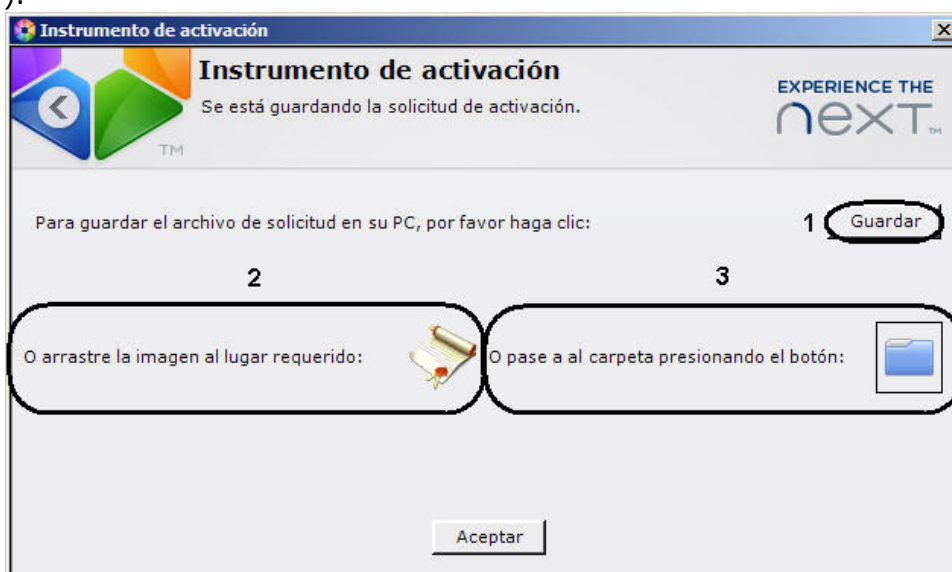 ).
Instrumento de activación
Instrumento de activación
Se está guardando la solicitud de activación.
EXPERIENCE THE
next™
TM
Para guardar el archivo de solicitud en su PC, por favor haga clic:
1 Guardar
2
3
O arrastre la imagen al lugar requerido:
O pase a al carpeta presionando el botón:
Aceptar